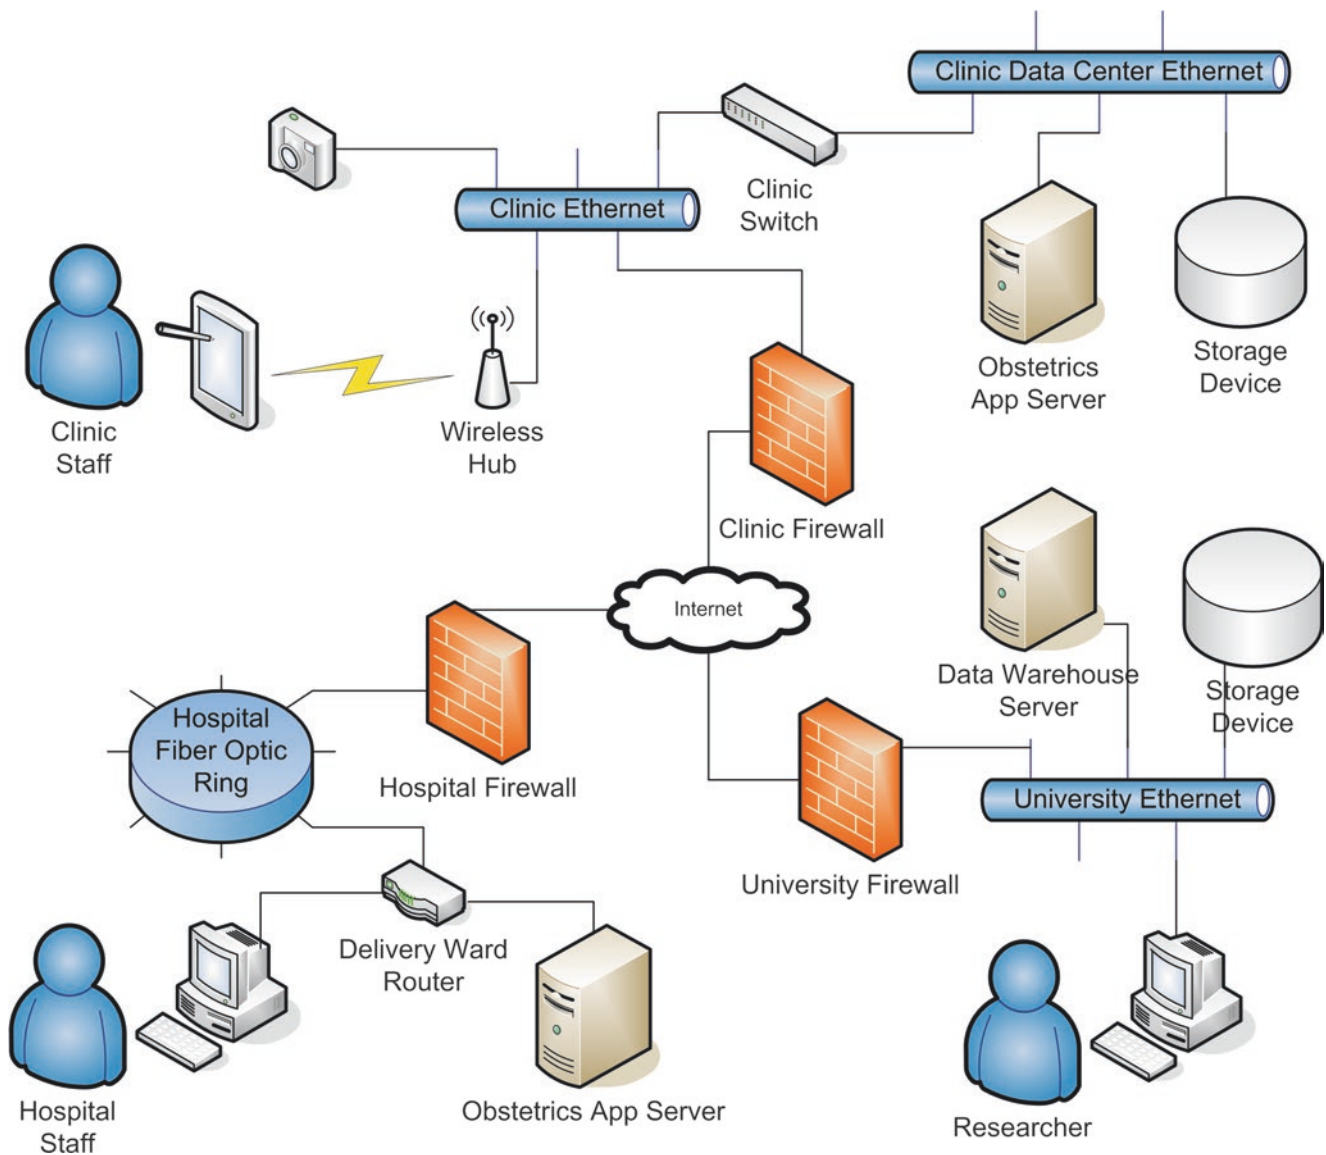 Clinic Data Center Ethernet
Clinic Ethernet
Clinic
Switch
Obstetrics
App Server
Storage
Device
Clinic
Staff
Wireless
Hub
Clinic Firewall
Internet
Data Warehouse
Server
Storage
Device
Hospital
Fiber Optic
Ring
Hospital Firewall
University Ethernet
University Firewall
Delivery Ward
Router
Hospital
Staff
Obstetrics App Server
Researcher